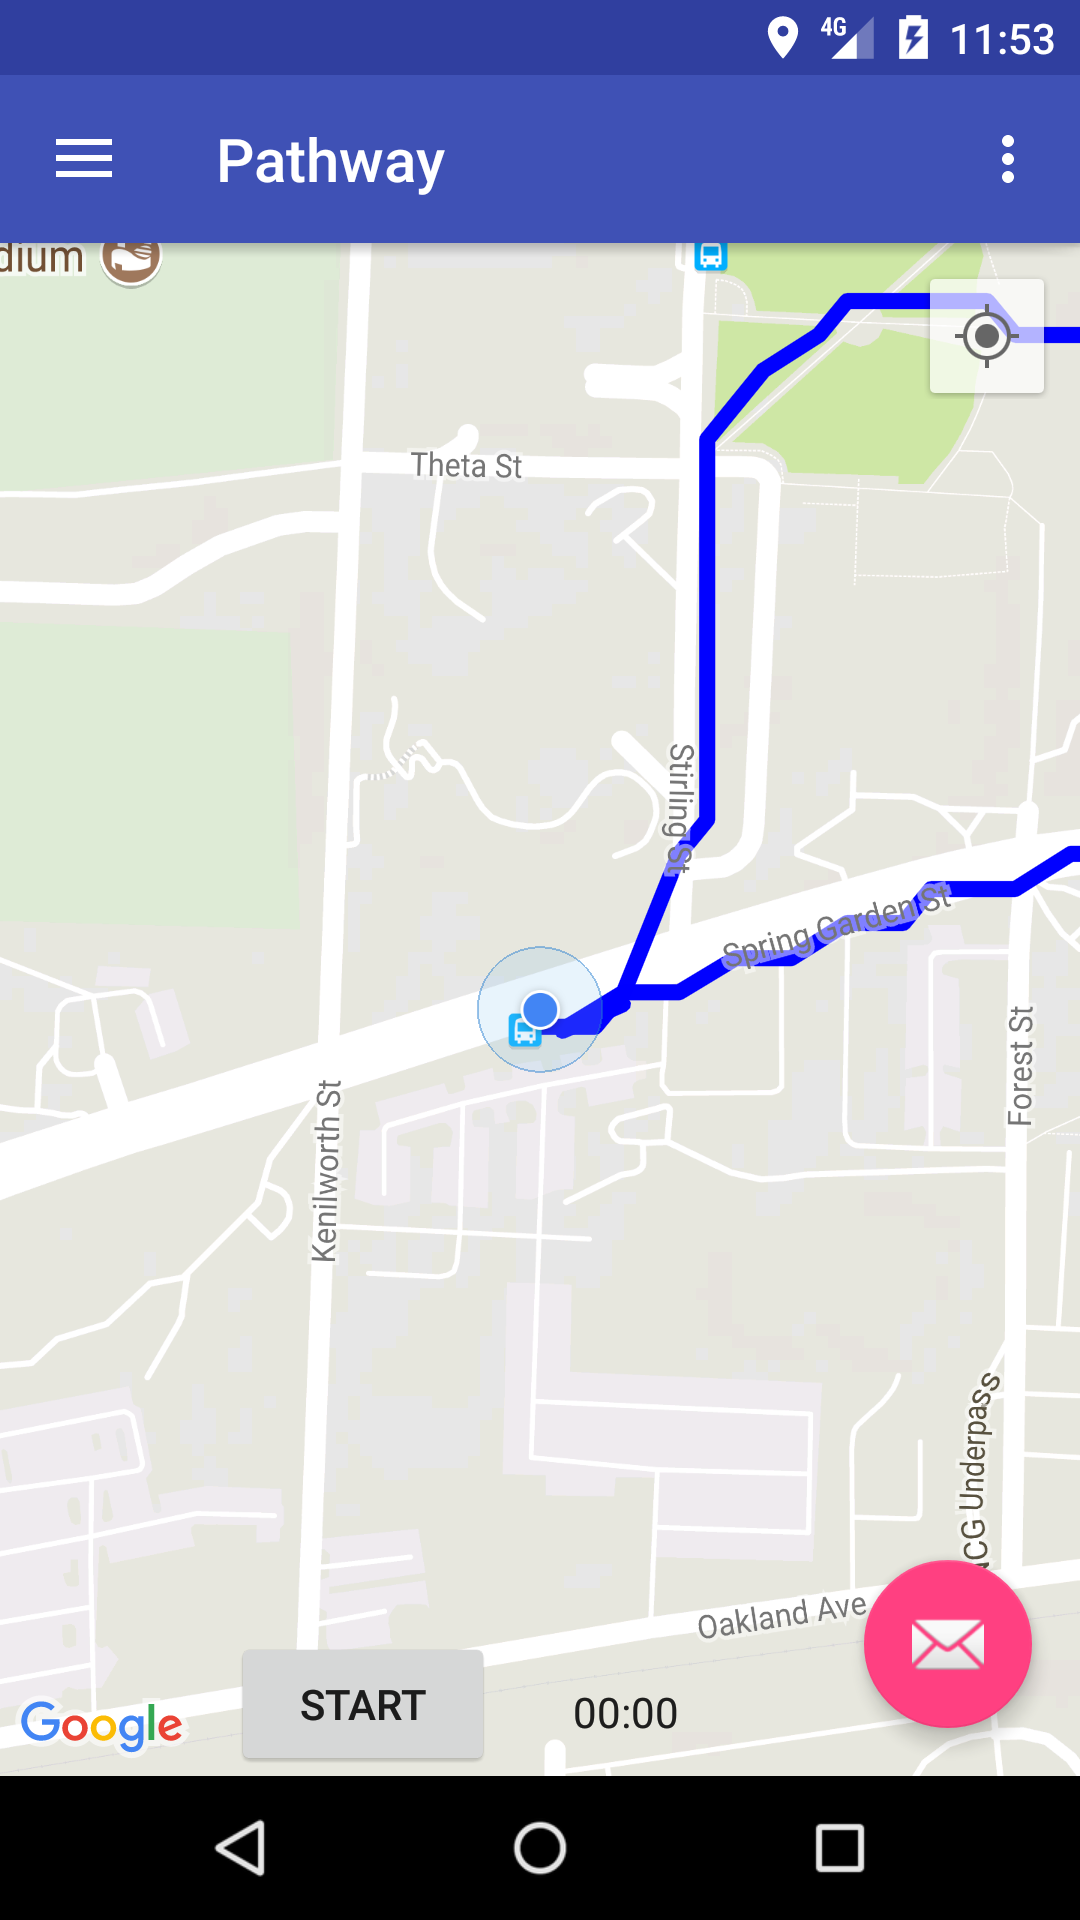 4G
11:53
Pathway
dium
Theta St
Stirling St
Spring Garden St
Forest St
Kenilworth St
CG Underpass
Oakland Ave
START
00:00
Google